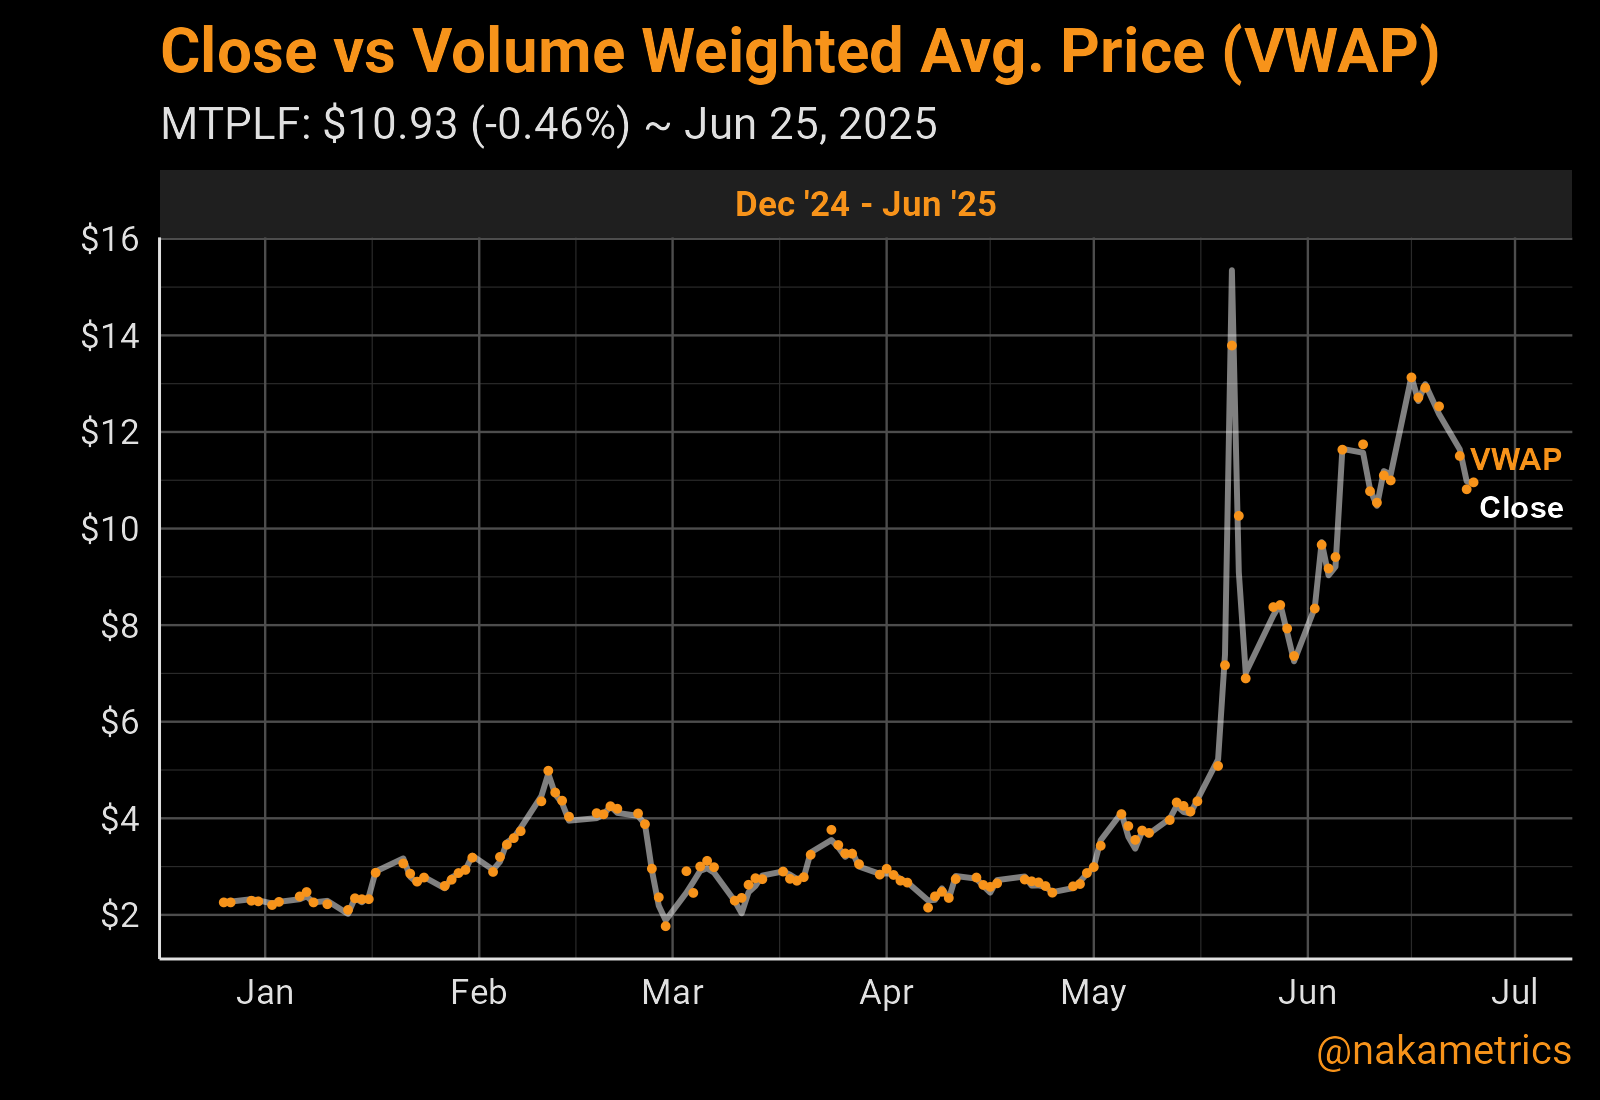 Close vs Volume Weighted Avg. Price (VWAP)
MTPLF: $10.93 (-0.46%) ~ Jun 25, 2025
Dec '24 - Jun '25
$16
$14
$12
$10
$8
$6
$4
$2
VWAP
Close
Jan Feb Mar Apr May Jun Jul
@nakametrics